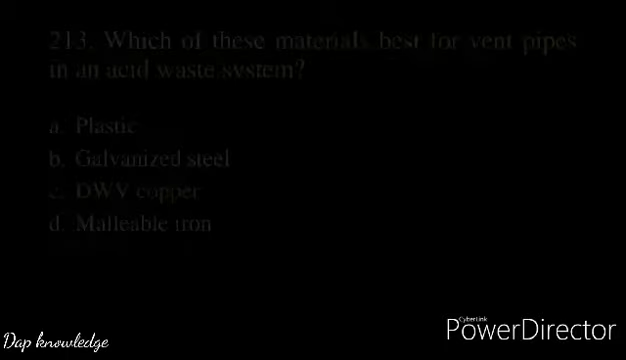 213. Which of these materials best for vent pipes
in an acid waste system?
a. Plastic
b. Galvanized steel
c. DWV copper
d. Malleable iron
CyberLink
PowerDirector
Dap knowledge